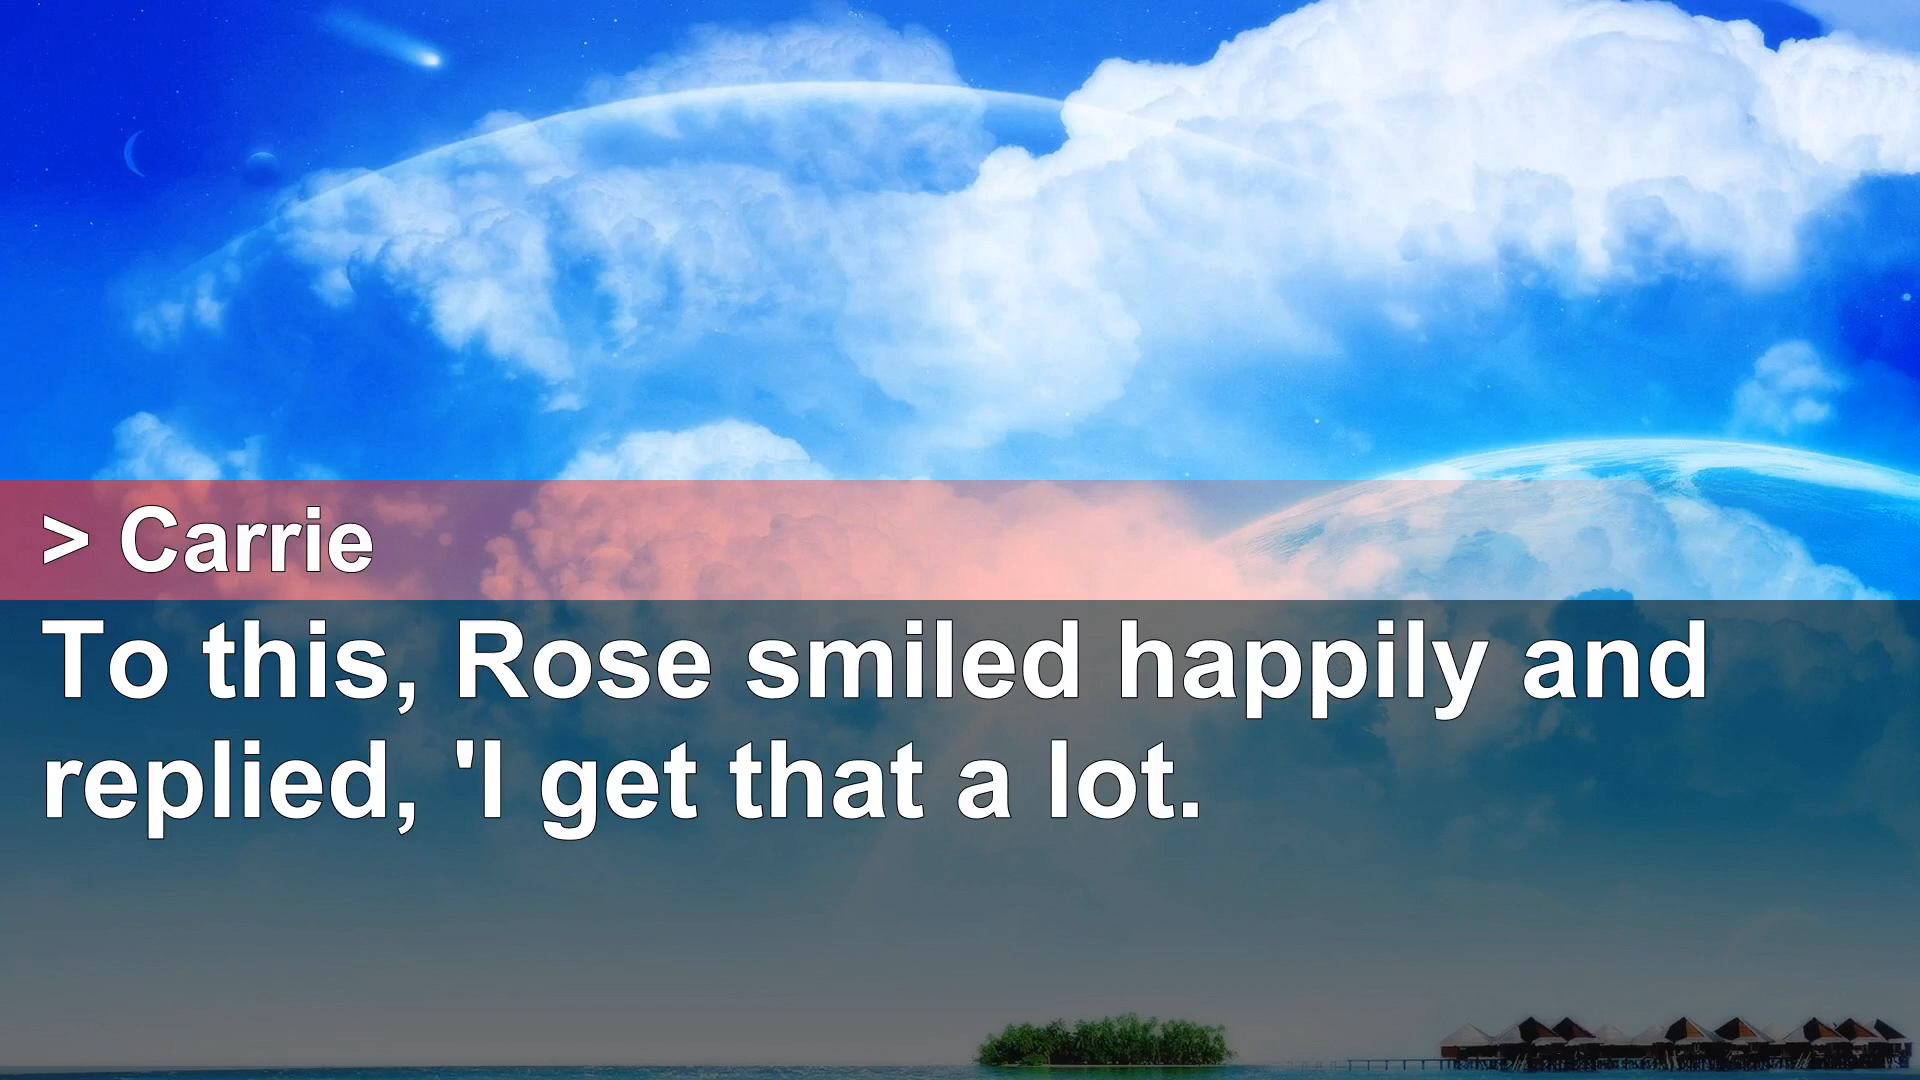 > Carrie
To this, Rose smiled happily and
replied, 'I get that a lot.